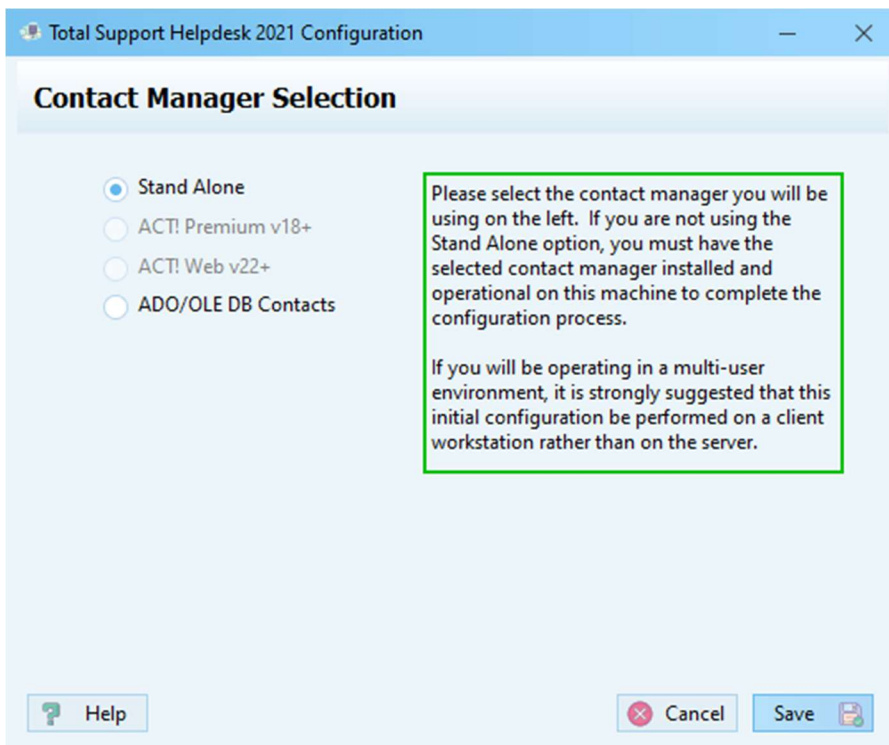 Total Support Helpdesk 2021 Configuration
Contact Manager Selection
Stand Alone
ACT! Premium v18+
ACT! Web v22+
ADO/OLE DB Contacts
Please select the contact manager you will be
using on the left.  If you are not using the
Stand Alone option, you must have the
selected contact manager installed and
operational on this machine to complete the
configuration process.
If you will be operating in a multi-user
environment, it is strongly suggested that this
initial configuration be performed on a client
workstation rather than on the server.
Help
Cancel
Save